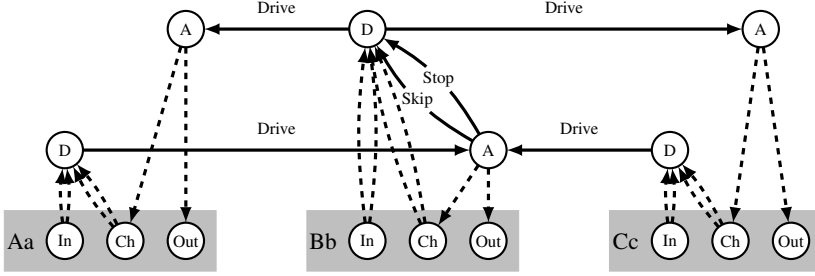 Drive Drive
A D A
Stop
Skip
Drive Drive
D A D
Aa In Ch Out Bb In Ch Out Cc In Ch Out